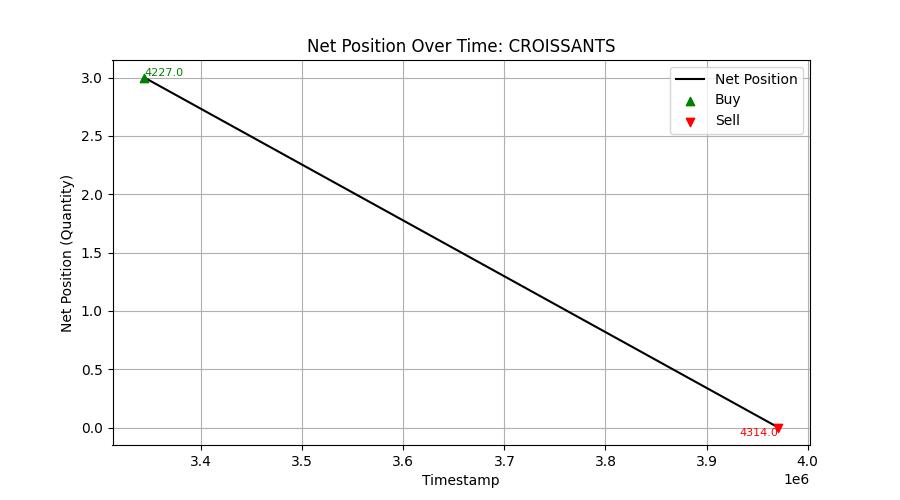 Net Position Over Time: CROISSANTS
4227.0
Net Position
Buy
Sell
3.0
2.5
2.0
1.5
1.0
0.5
0.0
Net Position (Quantity)
4314.0
3.4 3.5 3.6 3.7 3.8 3.9 4.0
1e6
Timestamp